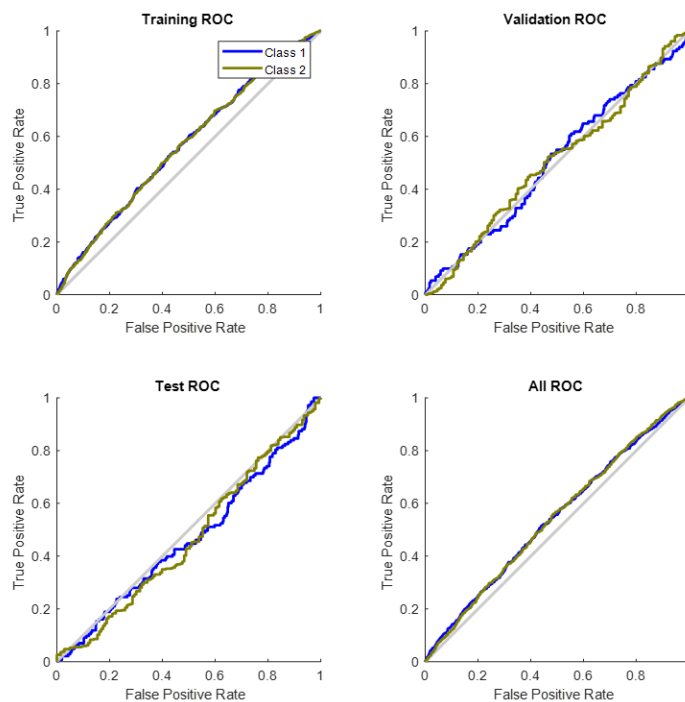 Training ROC
Validation ROC
1
0.8
0.6
0.4
0.2
0
True Positive Rate
Class 1
Class 2
0 0.2 0.4 0.6 0.8 1
False Positive Rate
1
0.8
0.6
0.4
0.2
0
True Positive Rate
0 0.2 0.4 0.6 0.8
False Positive Rate
Test ROC
All ROC
1
0.8
0.6
0.4
0.2
0
True Positive Rate
0 0.2 0.4 0.6 0.8 1
False Positive Rate
1
0.8
0.6
0.4
0.2
0
True Positive Rate
0 0.2 0.4 0.6 0.8
False Positive Rate